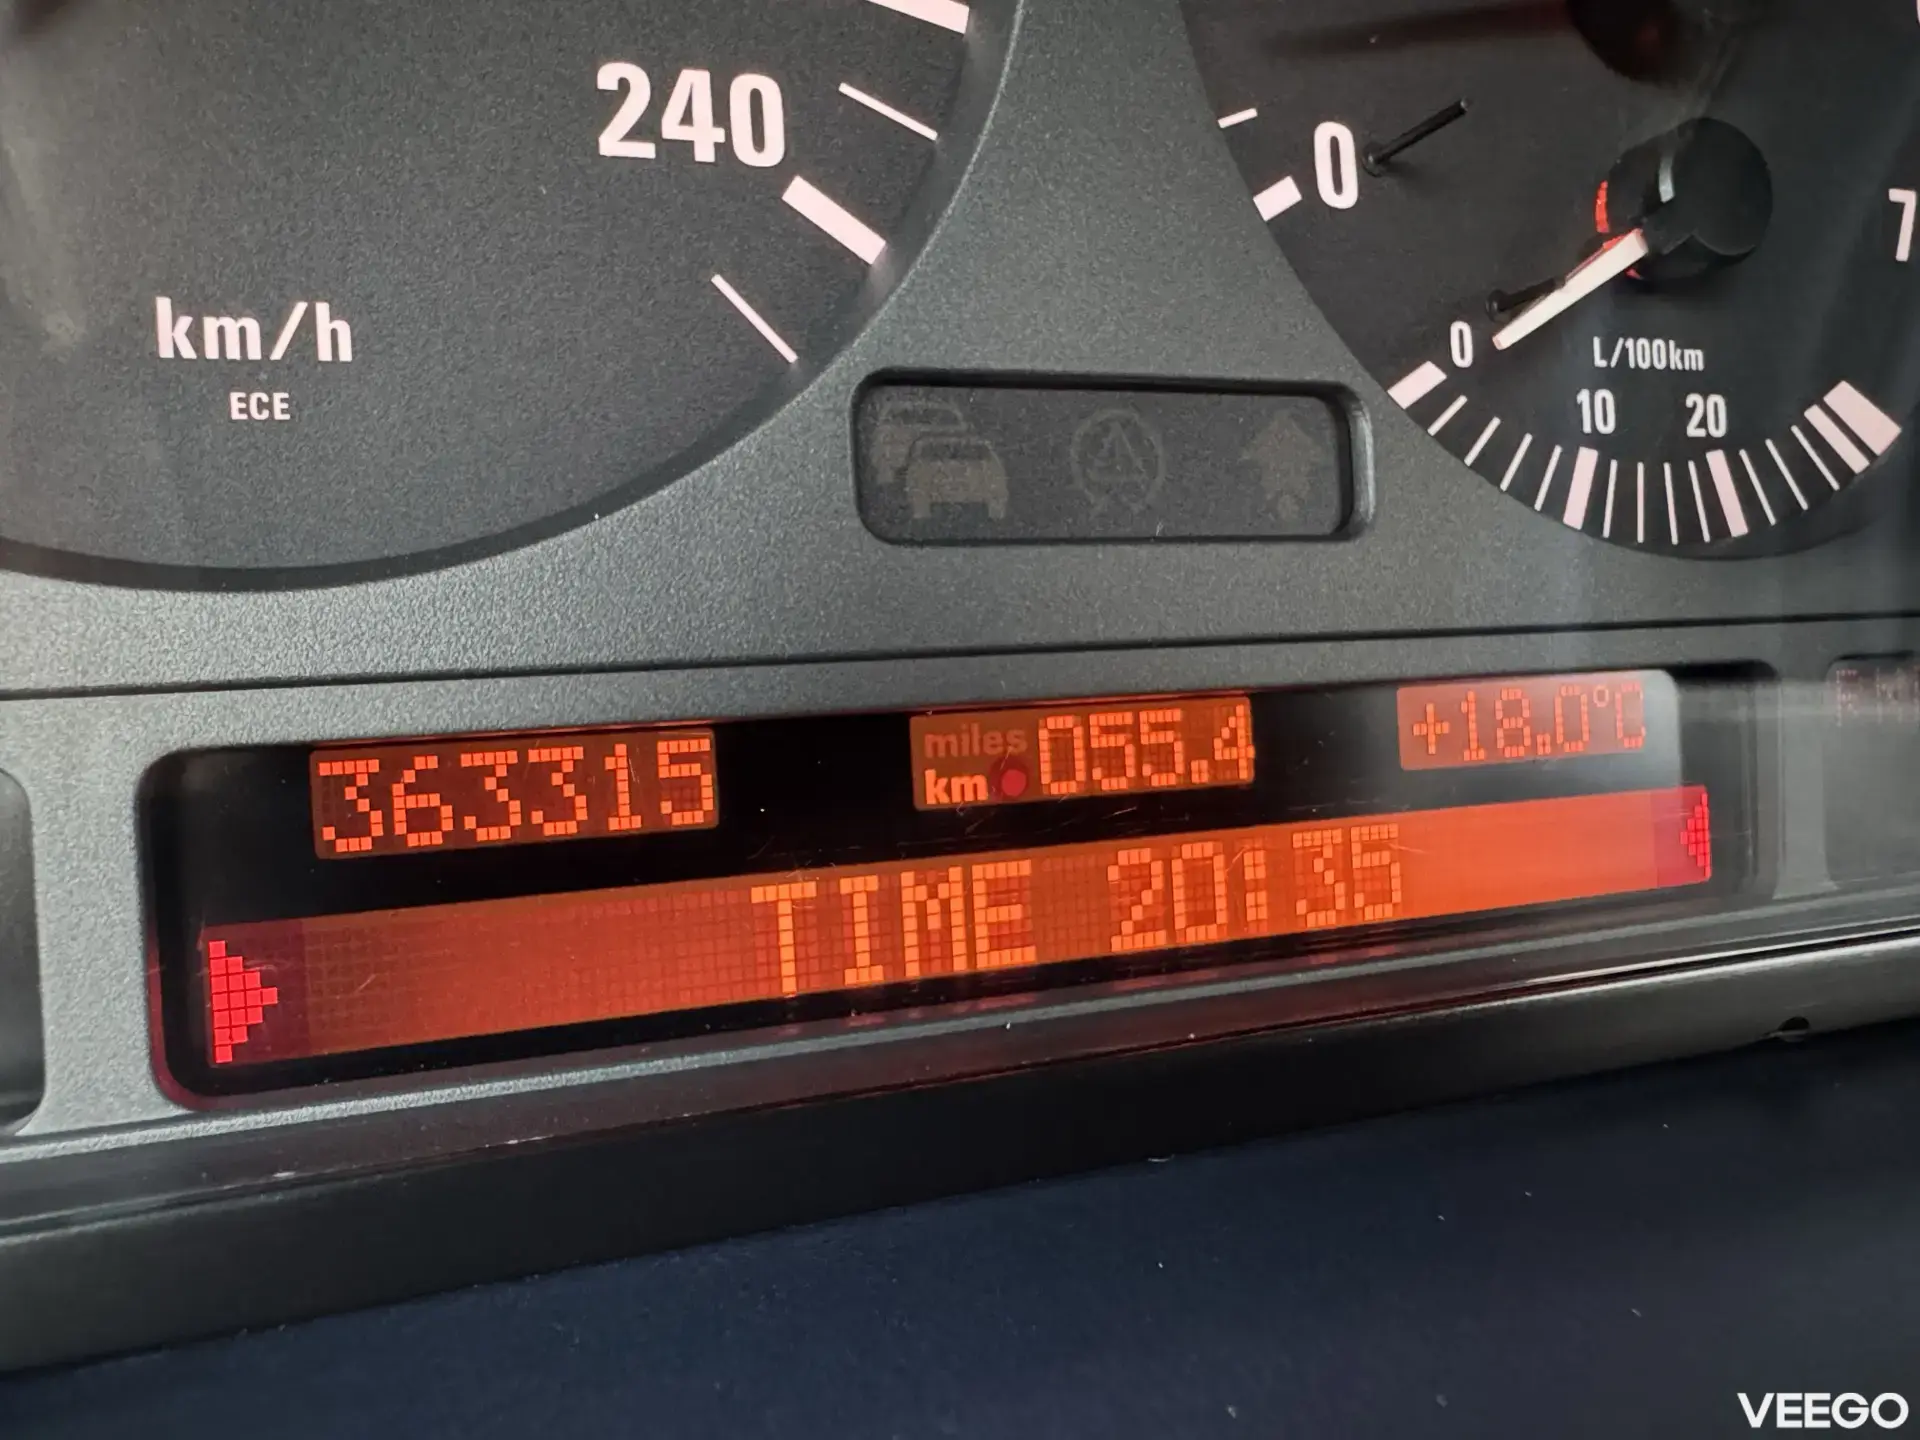 240
km/h
ECE
0
7
0
L/100km
10 20
363315
miles
km 055.4
+18.0°C
TIME 20:35
VEEGO